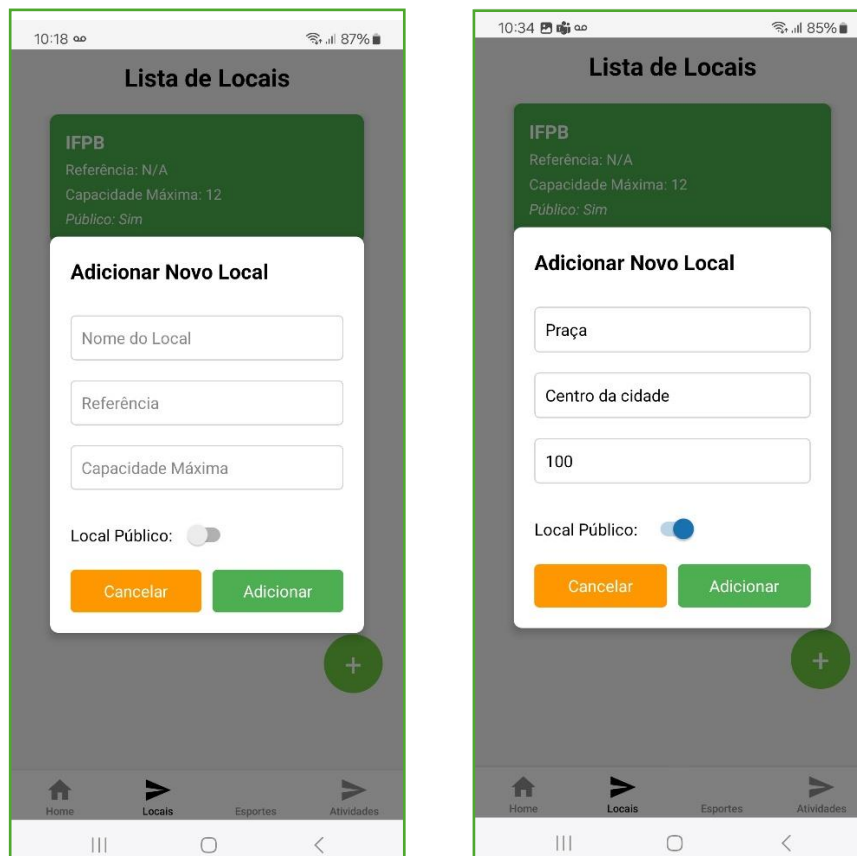 10:18
87%
Lista de Locais
IFPB
Referência: N/A
Capacidade Máxima: 12
Público: Sim
Adicionar Novo Local
Nome do Local
Referência
Capacidade Máxima
Local Público:
Cancelar Adicionar
+
Home Locais Esportes Atividades
10:34
85%
Lista de Locais
IFPB
Referência: N/A
Capacidade Máxima: 12
Público: Sim
Adicionar Novo Local
Praça
Centro da cidade
100
Local Público:
Cancelar Adicionar
+
Home Locais Esportes Atividades